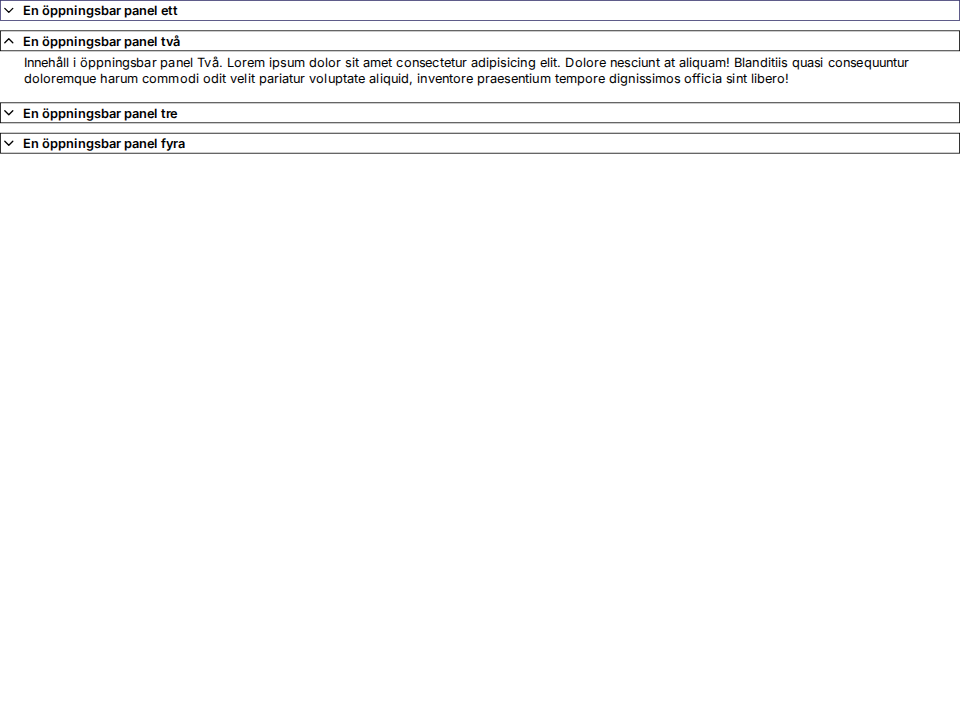 En öppningsbar panel ett
En öppningsbar panel två
Innehåll i öppningsbar panel Två. Lorem ipsum dolor sit amet consectetur adipisicing elit. Dolore nesciunt at aliquam! Blanditiis quasi consequuntur
doloremque harum commodi odit velit pariatur voluptate aliquid, inventore praesentium tempore dignissimos officia sint libero!
En öppningsbar panel tre
En öppningsbar panel fyra